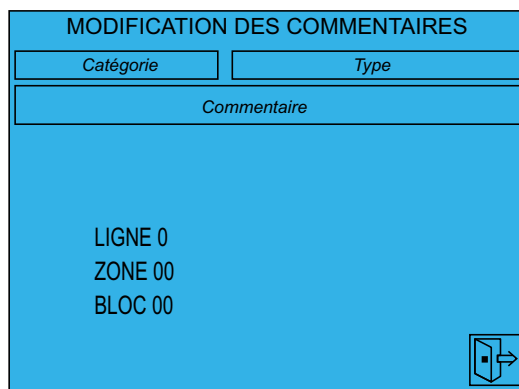 MODIFICATION DES COMMENTAIRES
Catégorie Type
Commentaire
LIGNE 0
ZONE 00
BLOC 00